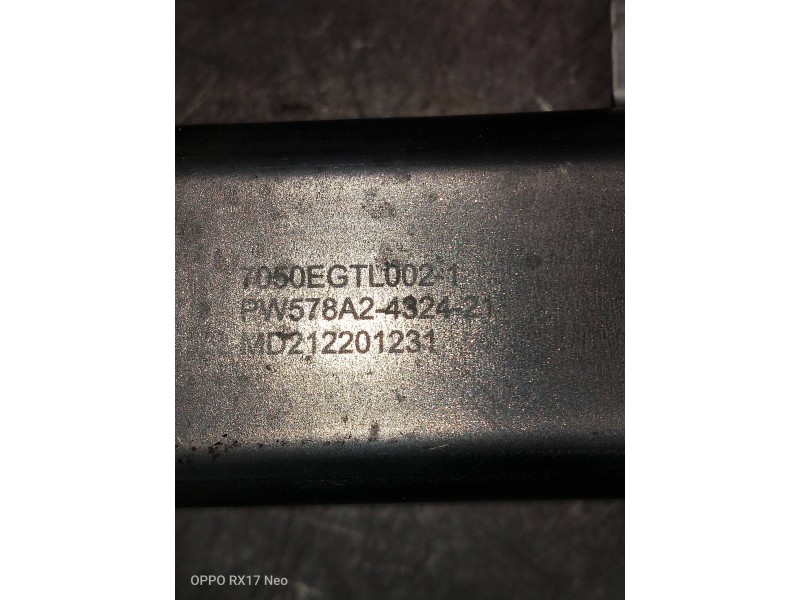 7050EGTL002-1
PW578A2-4324-21
MD212201231
OPPO RX17 Neo